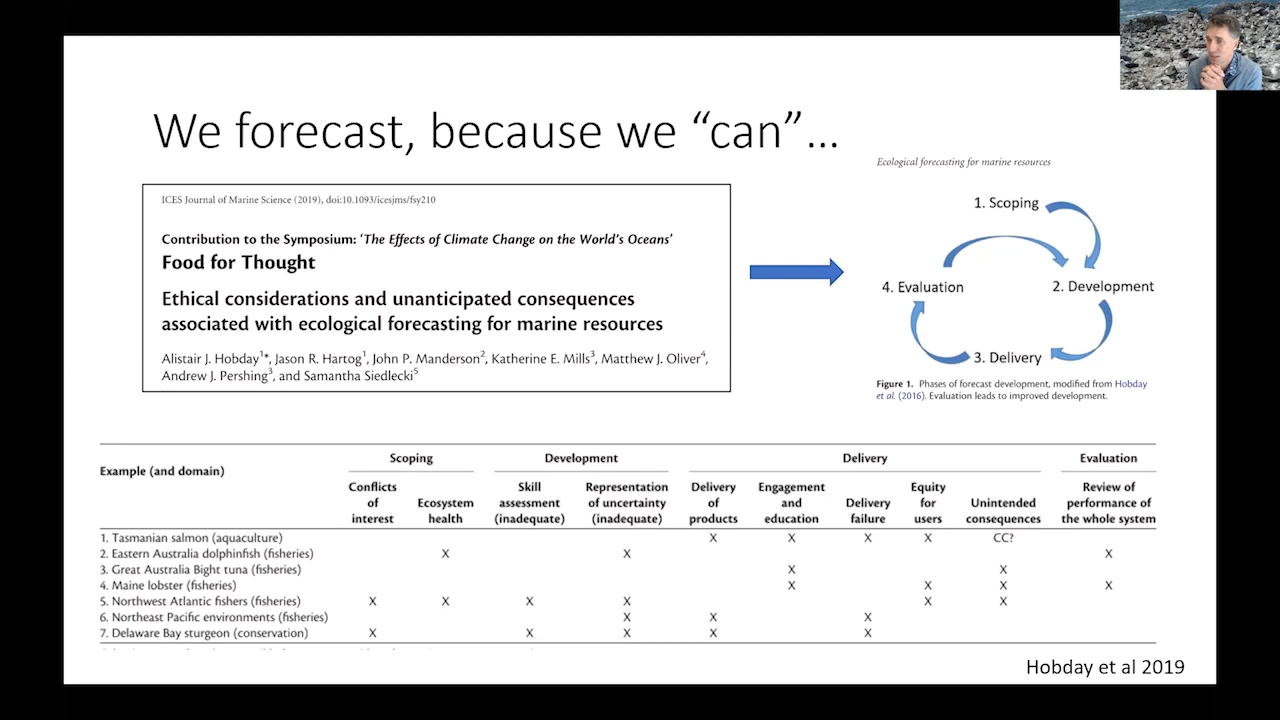 We forecast, because we “can”…
Ecological forecasting for marine resources
ICES Journal of Marine Science (2019), doi:10.1093/icesjms/fsy210
Contribution to the Symposium: ‘The Effects of Climate Change on the World’s Oceans’
Food for Thought
Ethical considerations and unanticipated consequences
associated with ecological forecasting for marine resources
Alistair J. Hobday1*, Jason R. Hartog1, John P. Manderson2, Katherine E. Mills3, Matthew J. Oliver4,
Andrew J. Pershing3, and Samantha Siedlecki5
1. Scoping
4. Evaluation
2. Development
3. Delivery
Figure 1. Phases of forecast development, modified from Hobday
et al. (2016). Evaluation leads to improved development.
Example (and domain) Scoping Development Delivery Evaluation
Conflicts of interest Ecosystem health Skill assessment (inadequate) Representation of uncertainty (inadequate) Delivery of products Engagement and education Delivery failure Equity for users Unintended consequences Review of performance of the whole system
1. Tasmanian salmon (aquaculture) X X X X CC?
2. Eastern Australia dolphinfish (fisheries) X X X
3. Great Australia Bight tuna (fisheries) X X
4. Maine lobster (fisheries) X X X X
5. Northwest Atlantic fishers (fisheries) X X X X X X
6. Northeast Pacific environments (fisheries) X X X
7. Delaware Bay sturgeon (conservation) X X X X X
Hobday et al 2019